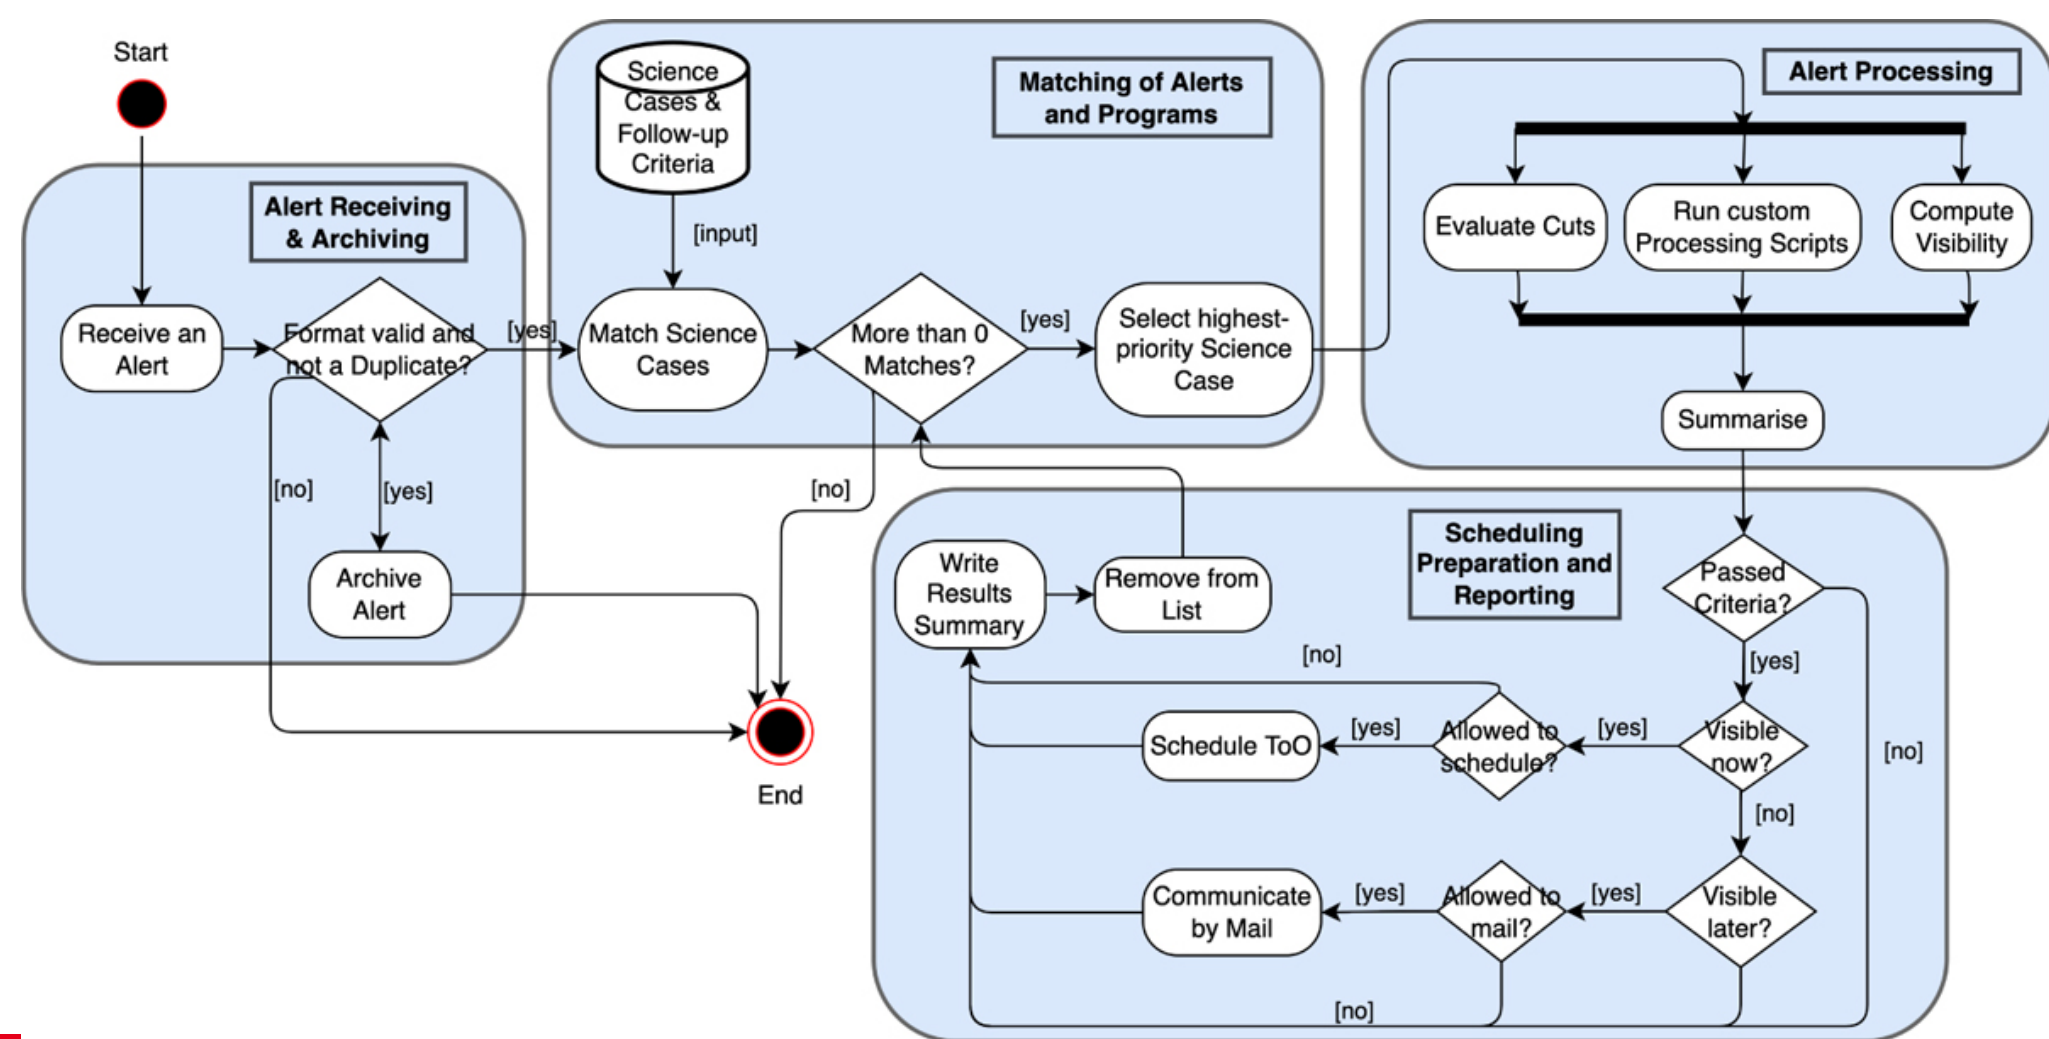 Start
Alert Receiving
& Archiving
Receive an
Alert
Format valid and
not a Duplicate?
[yes]
[no]
[yes]
Archive
Alert
Science
Cases &
Follow-up
Criteria
Matching of Alerts
and Programs
[input]
Match Science
Cases
More than 0
Matches?
[yes]
Select highest-
priority Science
Case
[no]
End
Alert Processing
Evaluate Cuts
Run custom
Processing Scripts
Compute
Visibility
Summarise
Scheduling
Preparation and
Reporting
Write
Results
Summary
Remove from
List
Passed
Criteria?
[yes]
[no]
[no]
Schedule ToO
[yes]
Allowed to
schedule?
[yes]
Visible
now?
[no]
Communicate
by Mail
[yes]
Allowed to
mail?
[yes]
Visible
later?
[no]